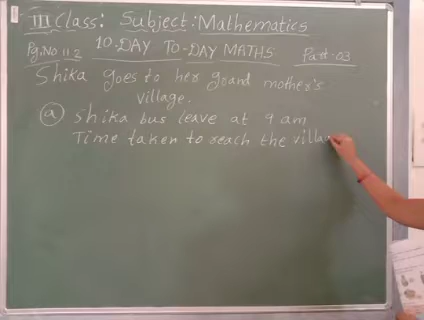 III Class: Subject: Mathematics
Pg.No 112 10-DAY TO-DAY MATHS Part-03
Shika goes to her grand mother's
village.
(a) Shika bus leave at 9 am
Time taken to reach the villa